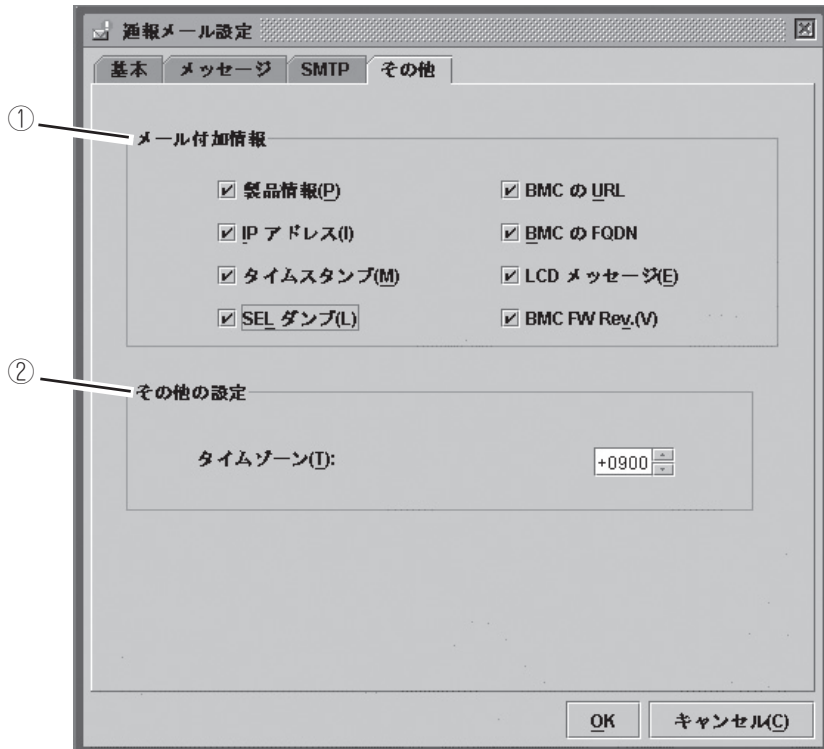 通報メール設定
基本 メッセージ SMTP その他
①
メール付加情報
製品情報(P) BMC の URL
IP アドレス(I) BMC の FQDN
タイムスタンプ(M) LCD メッセージ(E)
SEL ダンプ(L) BMC FW Rev.(V)
②
その他の設定
タイムゾーン(T): +0900
OK キャンセル(C)